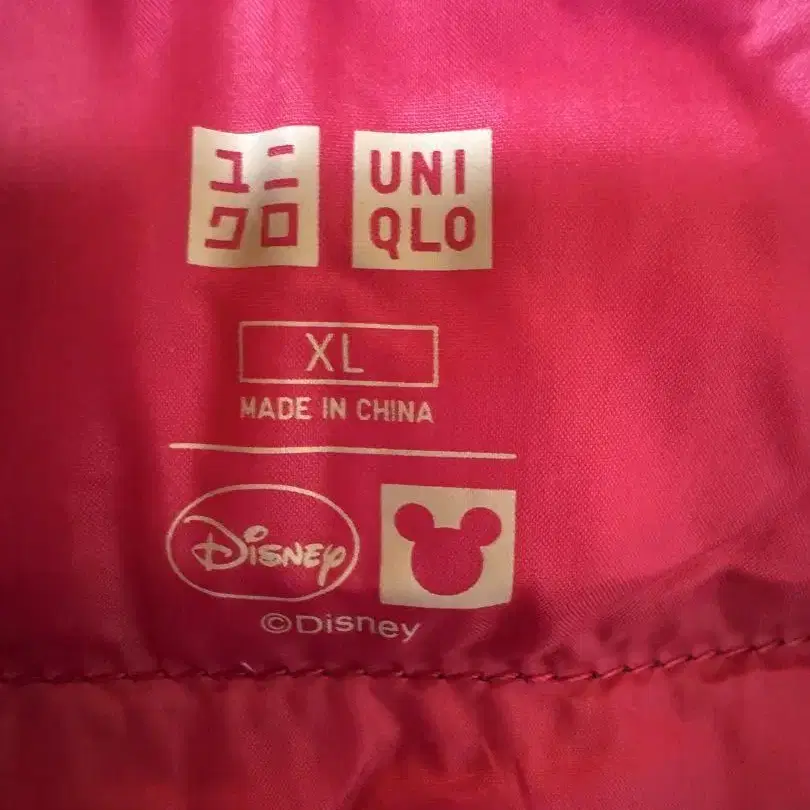 ユニ
クロ
UNI
QLO
XL
MADE IN CHINA
Disney
©Disney